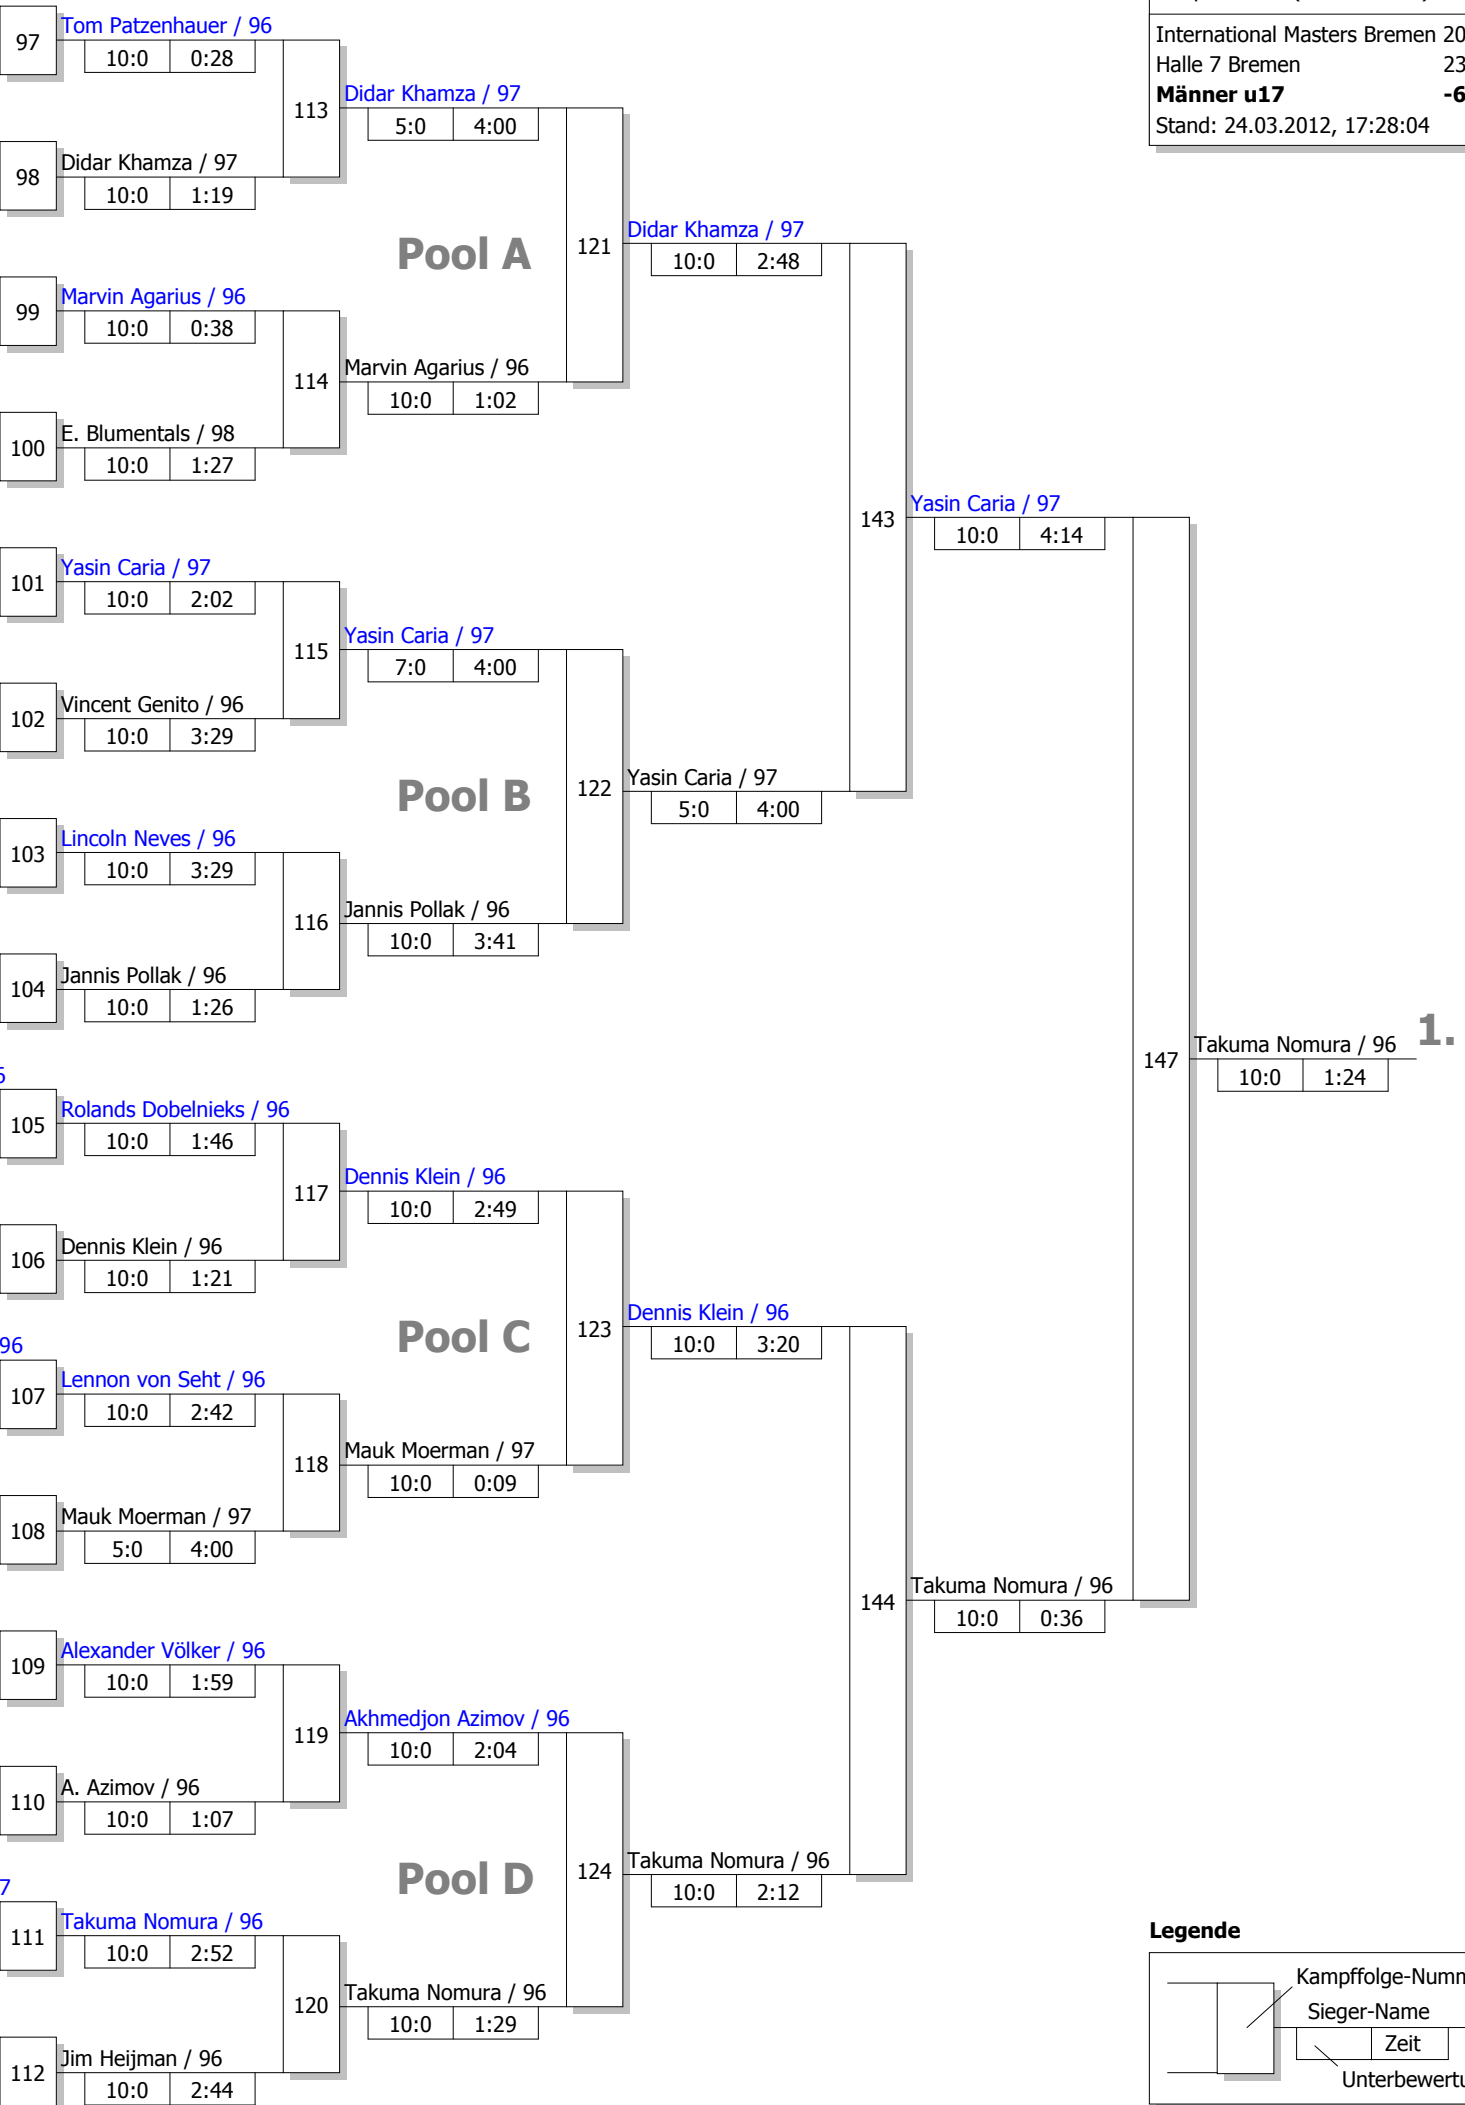 International Masters Bremen 20
Halle 7 Bremen 23
Männer u17 -6
Stand: 24.03.2012, 17:28:04
97
Tom Patzenhauer / 96
10:0 0:28
113
Didar Khamza / 97
5:0 4:00
98
Didar Khamza / 97
10:0 1:19
Pool A
121
Didar Khamza / 97
10:0 2:48
99
Marvin Agarius / 96
10:0 0:38
114
Marvin Agarius / 96
10:0 1:02
100
E. Blumentals / 98
10:0 1:27
143
Yasin Caria / 97
10:0 4:14
101
Yasin Caria / 97
10:0 2:02
115
Yasin Caria / 97
7:0 4:00
102
Vincent Genito / 96
10:0 3:29
Pool B
122
Yasin Caria / 97
5:0 4:00
103
Lincoln Neves / 96
10:0 3:29
116
Jannis Pollak / 96
10:0 3:41
104
Jannis Pollak / 96
10:0 1:26
147
Takuma Nomura / 96
1.
10:0 1:24
105
Rolands Dobelnieks / 96
10:0 1:46
117
Dennis Klein / 96
10:0 2:49
106
Dennis Klein / 96
10:0 1:21
Pool C
123
Dennis Klein / 96
10:0 3:20
96
107
Lennon von Seht / 96
10:0 2:42
118
Mauk Moerman / 97
10:0 0:09
108
Mauk Moerman / 97
5:0 4:00
144
Takuma Nomura / 96
10:0 0:36
109
Alexander Völker / 96
10:0 1:59
119
Akhmedjon Azimov / 96
10:0 2:04
110
A. Azimov / 96
10:0 1:07
Pool D
124
Takuma Nomura / 96
10:0 2:12
7
111
Takuma Nomura / 96
10:0 2:52
120
Takuma Nomura / 96
10:0 1:29
112
Jim Heijman / 96
10:0 2:44
Legende
Kampffolge-Numm
Sieger-Name
Zeit
Unterbewertu